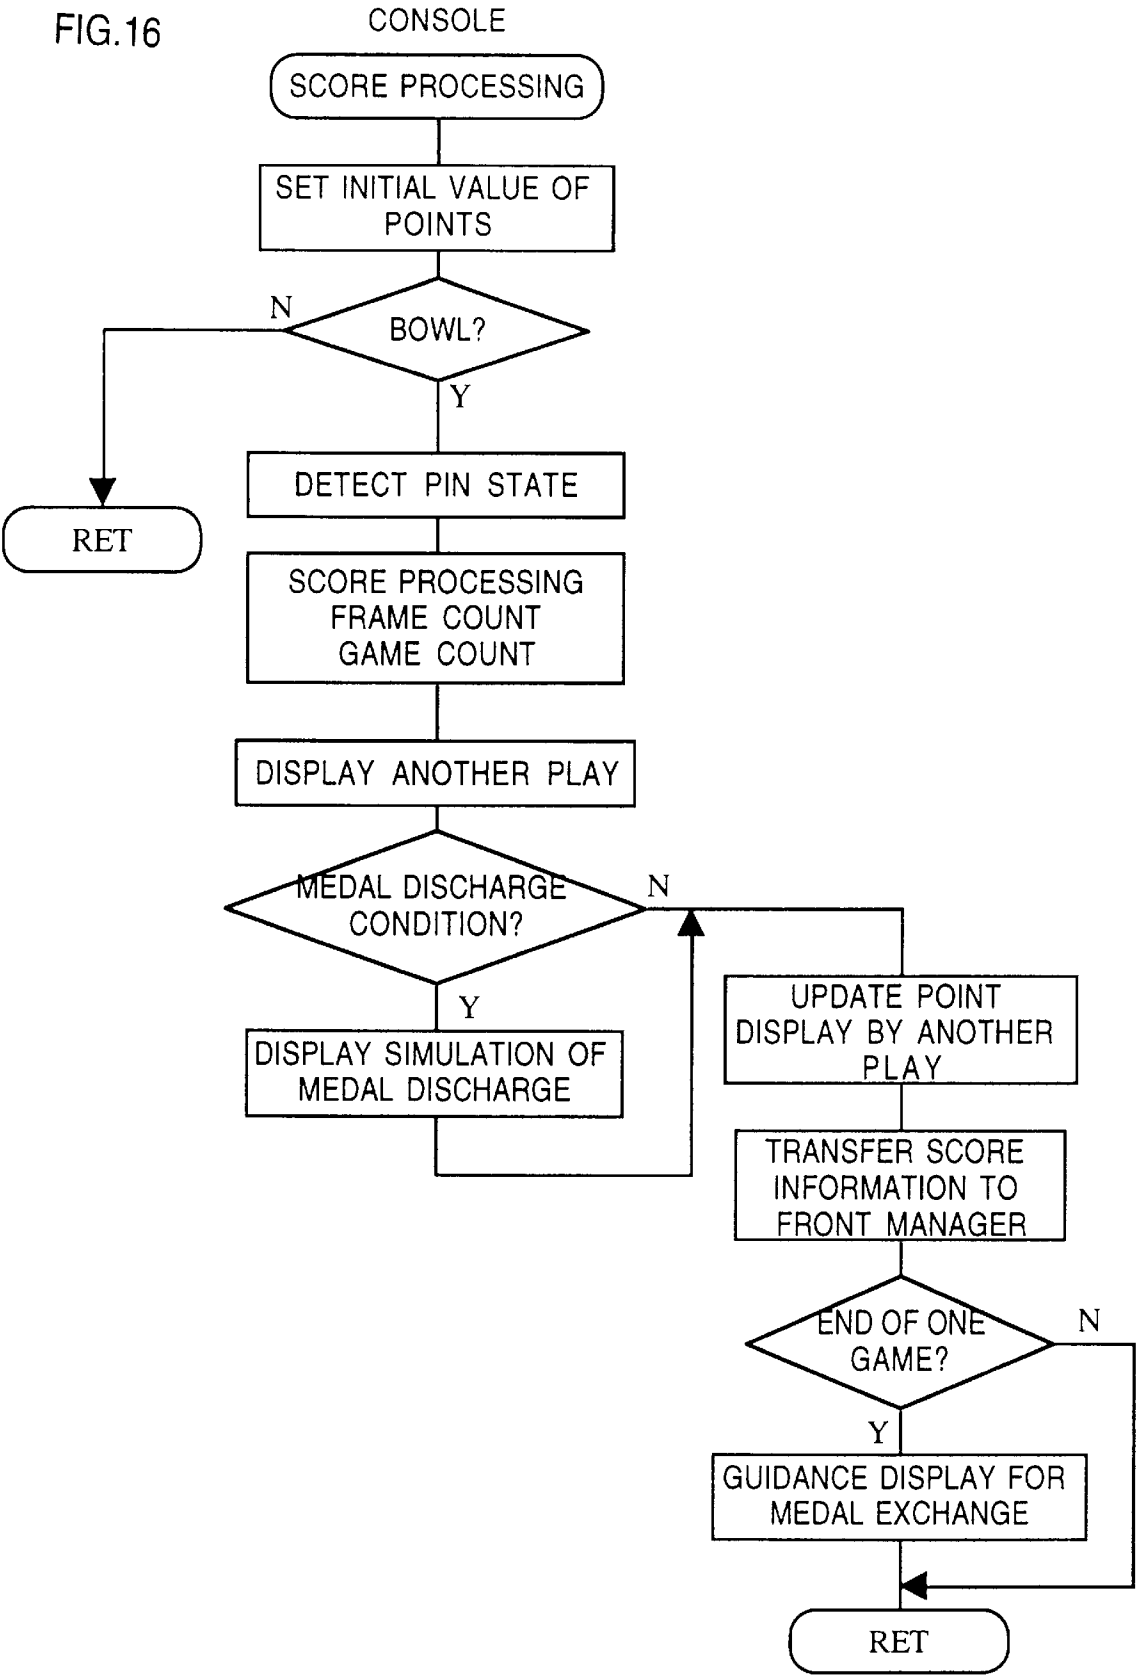 FIG.16
CONSOLE
SCORE PROCESSING
SET INITIAL VALUE OF
POINTS
N
BOWL?
Y
RET
DETECT PIN STATE
SCORE PROCESSING
FRAME COUNT
GAME COUNT
DISPLAY ANOTHER PLAY
MEDAL DISCHARGE
CONDITION?
N
Y
DISPLAY SIMULATION OF
MEDAL DISCHARGE
UPDATE POINT
DISPLAY BY ANOTHER
PLAY
TRANSFER SCORE
INFORMATION TO
FRONT MANAGER
END OF ONE
GAME?
N
Y
GUIDANCE DISPLAY FOR
MEDAL EXCHANGE
RET